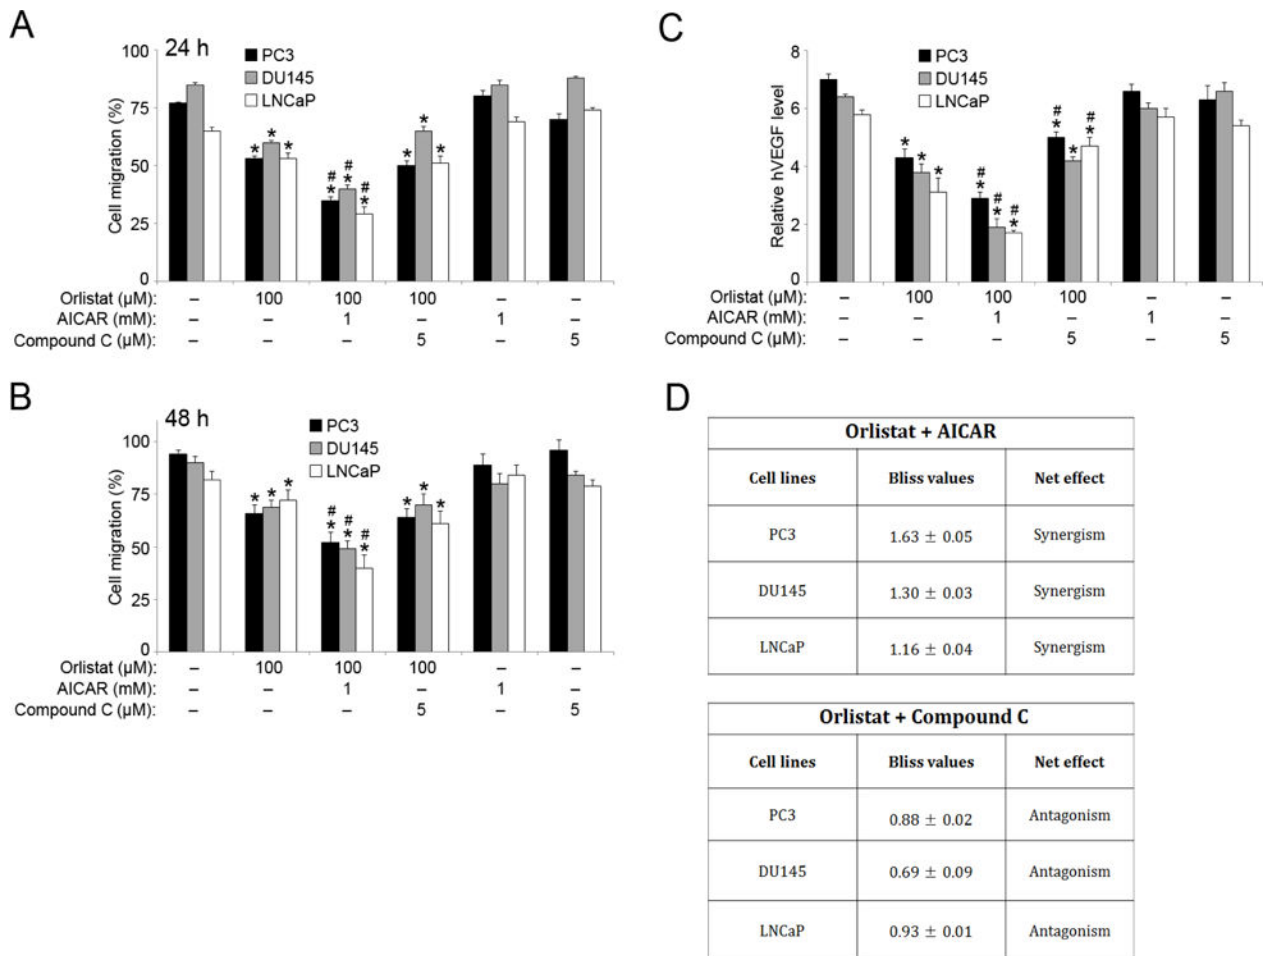 A
24 h
PC3
DU145
LNCaP
Cell migration (%)
100
75
50
25
0
* * *
# # #
* * *
* * *
Orlistat (µM): – 100 100 100 – –
AICAR (mM): – – 1 – 1 –
Compound C (µM): – – – 5 – 5
B
48 h
PC3
DU145
LNCaP
Cell migration (%)
100
75
50
25
0
* * *
# # #
* * *
* * *
Orlistat (µM): – 100 100 100 – –
AICAR (mM): – – 1 – 1 –
Compound C (µM): – – – 5 – 5
C
PC3
DU145
LNCaP
Relative hVEGF level
8
6
4
2
0
* * *
# # #
* * *
# #
* * *
Orlistat (µM): – 100 100 100 – –
AICAR (mM): – – 1 – 1 –
Compound C (µM): – – – 5 – 5
D
Orlistat + AICAR
Cell lines Bliss values Net effect
PC3 1.63 ± 0.05 Synergism
DU145 1.30 ± 0.03 Synergism
LNCaP 1.16 ± 0.04 Synergism
Orlistat + Compound C
Cell lines Bliss values Net effect
PC3 0.88 ± 0.02 Antagonism
DU145 0.69 ± 0.09 Antagonism
LNCaP 0.93 ± 0.01 Antagonism